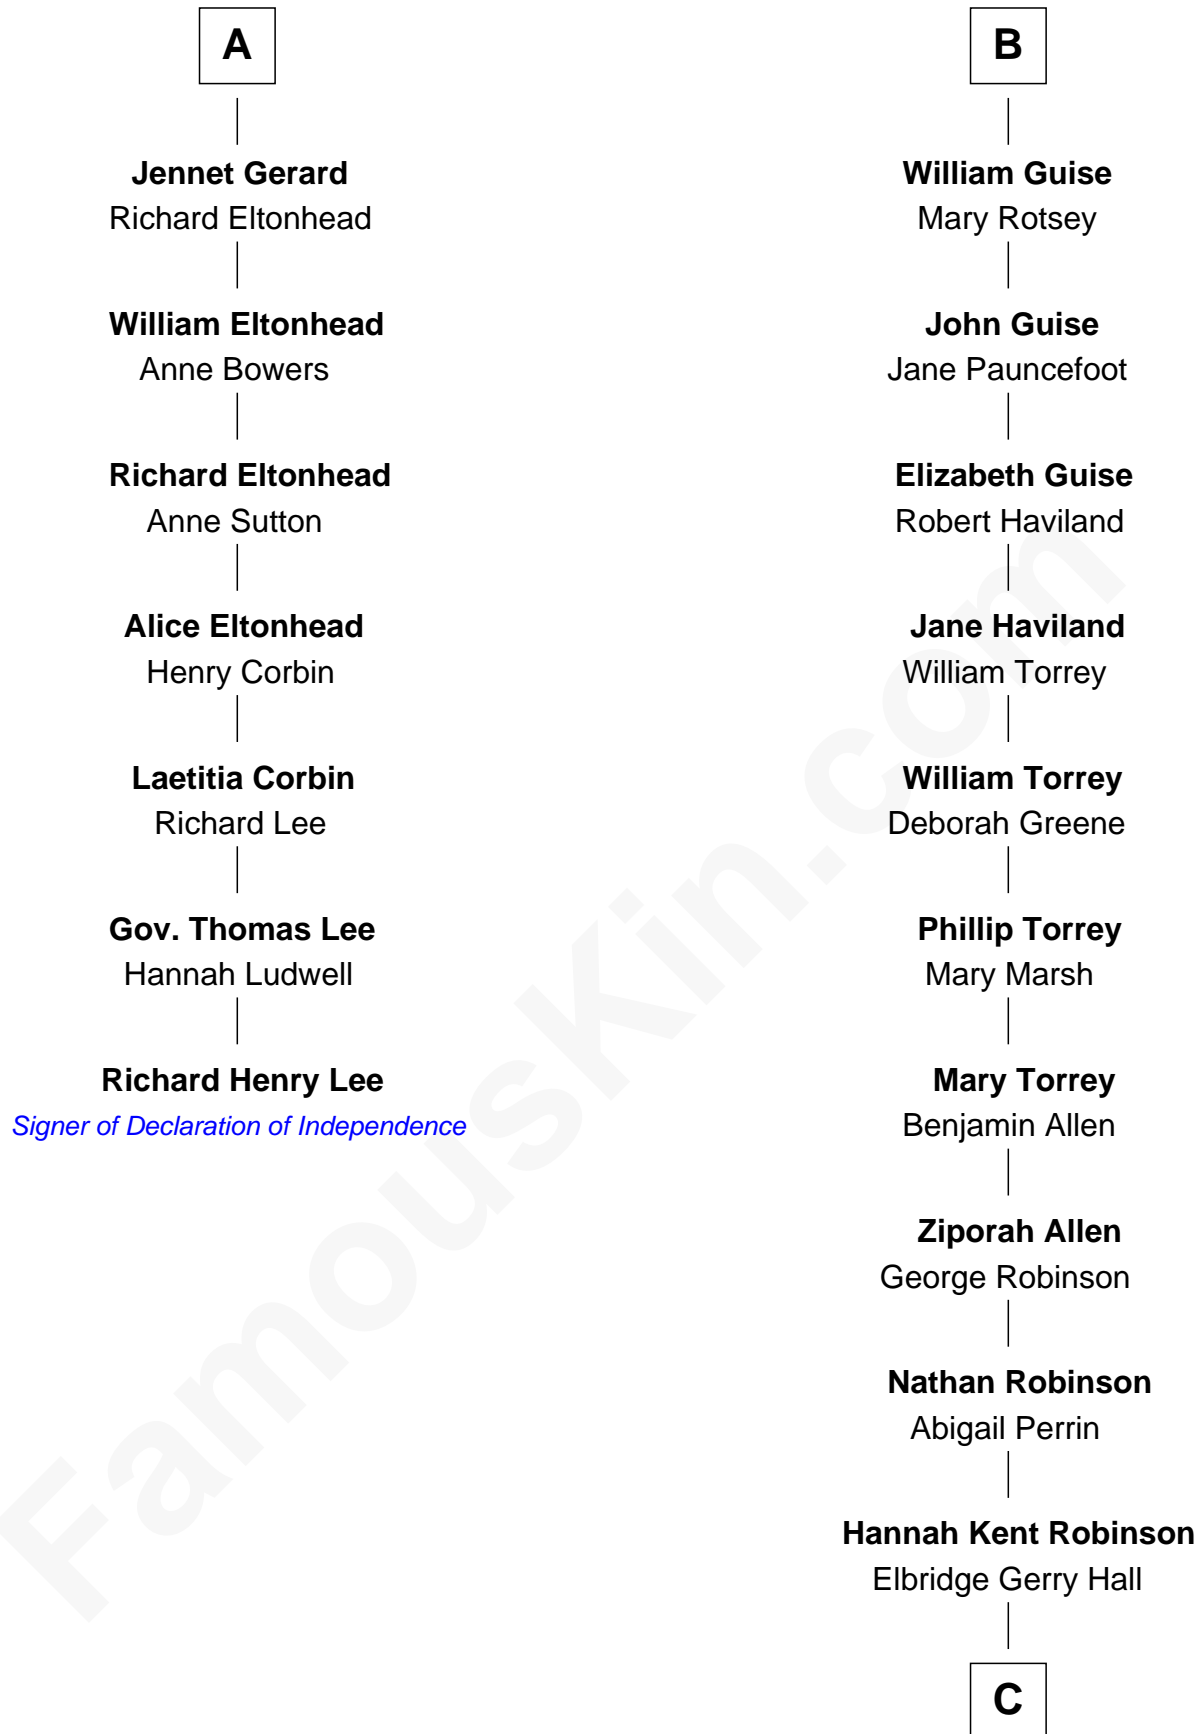 A
Jennet Gerard
Richard Eltonhead
William Eltonhead
Anne Bowers
Richard Eltonhead
Anne Sutton
Alice Eltonhead
Henry Corbin
Laetitia Corbin
Richard Lee
Gov. Thomas Lee
Hannah Ludwell
Richard Henry Lee
Signer of Declaration of Independence
B
William Guise
Mary Rotsey
John Guise
Jane Pauncefoot
Elizabeth Guise
Robert Haviland
Jane Haviland
William Torrey
William Torrey
Deborah Greene
Phillip Torrey
Mary Marsh
Mary Torrey
Benjamin Allen
Ziporah Allen
George Robinson
Nathan Robinson
Abigail Perrin
Hannah Kent Robinson
Elbridge Gerry Hall
C
FamousKin.com